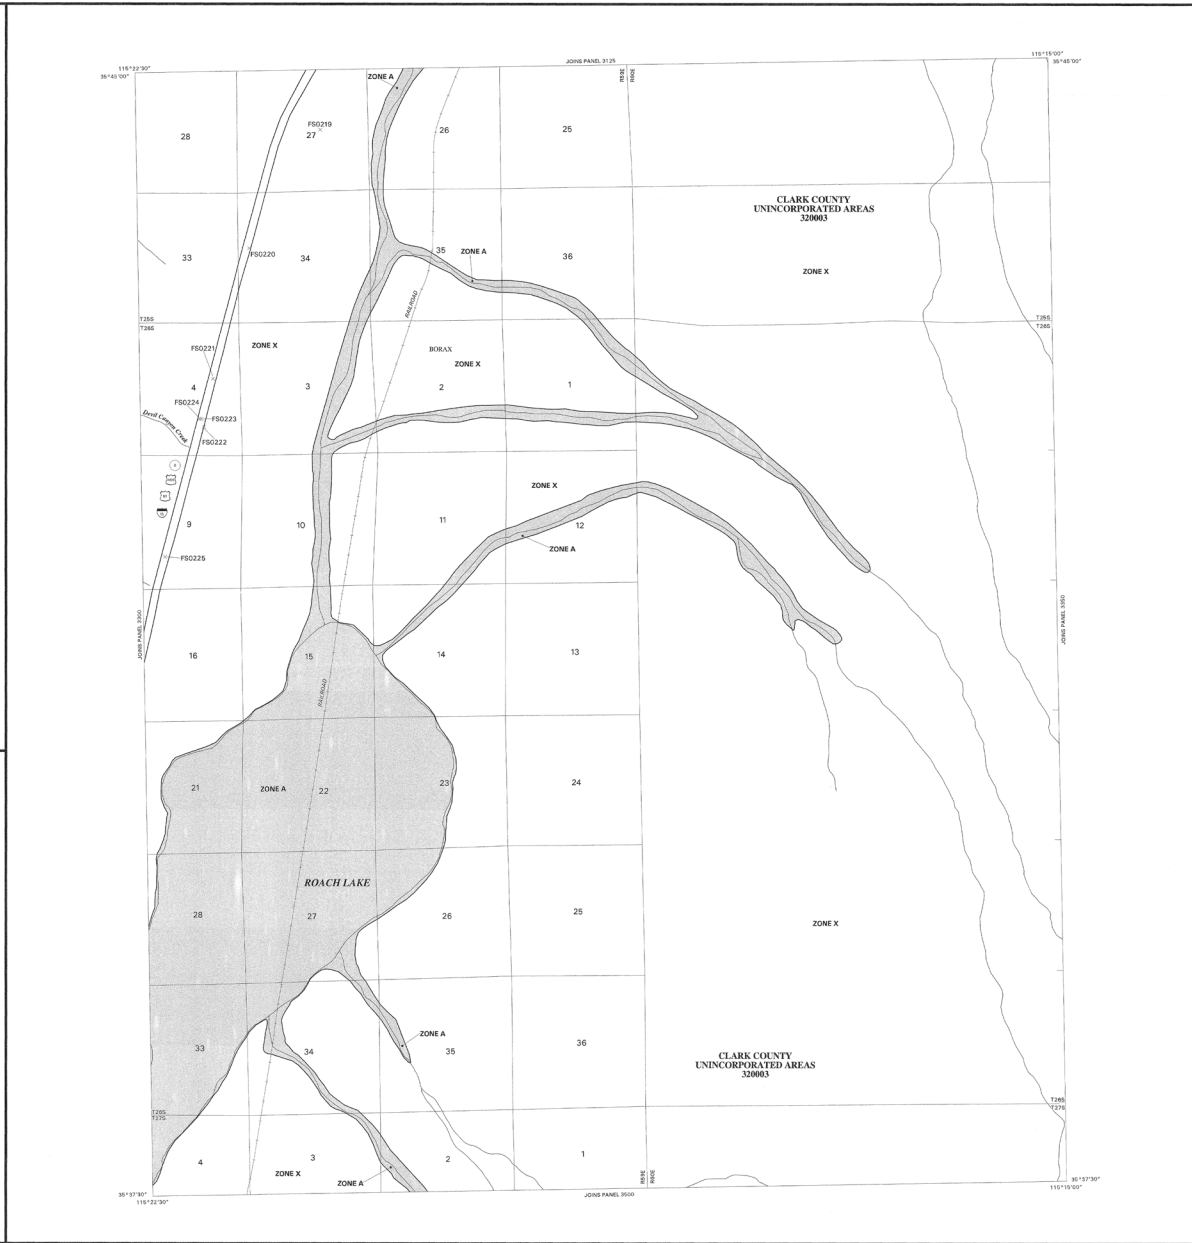 115°22'30"
35°45'00"
JOINS PANEL 3125
115°15'00"
35°45'00"
R59E
R60E
ZONE A
FS0219
28
27
26
25
CLARK COUNTY
UNINCORPORATED AREAS
320003
33
FS0220
34
35
ZONE A
36
ZONE X
RAILROAD
T25S
T26S
T25S
T26S
FS0221
ZONE X
BORAX
ZONE X
4
3
2
1
FS0224
Devil Canyon Creek
FS0223
FS0222
ZONE X
9
10
11
12
15
ZONE A
FS0225
JOINS PANEL 3300
JOINS PANEL 3350
16
15
14
13
RAILROAD
21
ZONE A
22
23
24
ROACH LAKE
28
27
26
25
ZONE X
33
34
ZONE A
35
36
CLARK COUNTY
UNINCORPORATED AREAS
320003
T26S
T27S
T26S
T27S
4
3
2
1
ZONE X
ZONE A
R59E
R60E
35°37'30"
115°22'30"
JOINS PANEL 3500
35°37'30"
115°15'00"